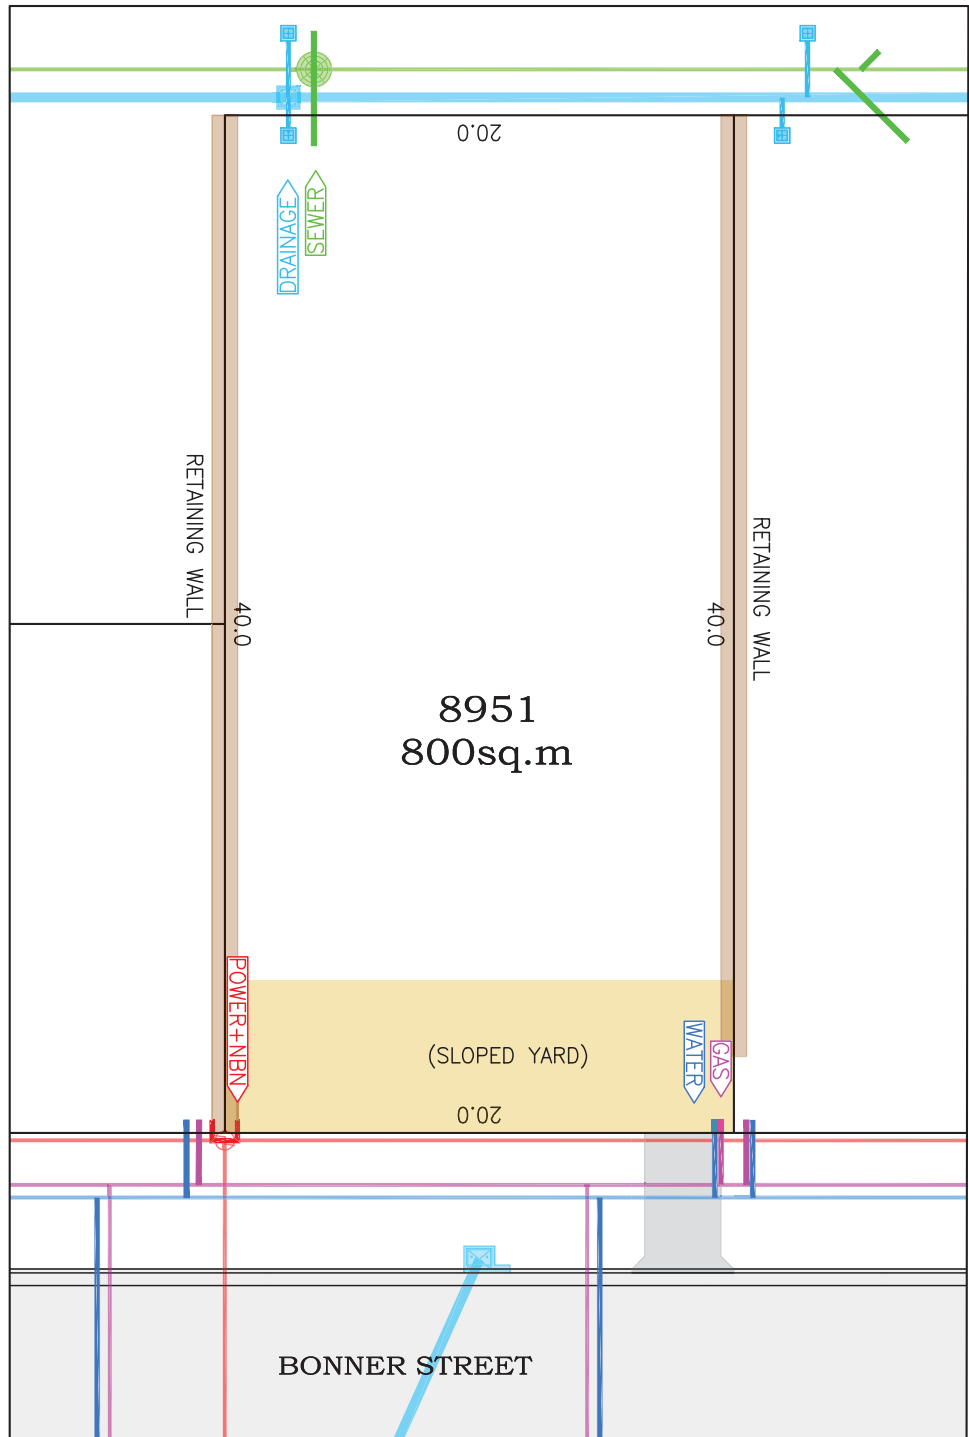 20.0
DRAINAGE
SEWER
RETAINING WALL
RETAINING WALL
40.0
40.0
8951
800sq.m
POWER+NBN
(SLOPED YARD)
WATER
GAS
20.0
BONNER STREET